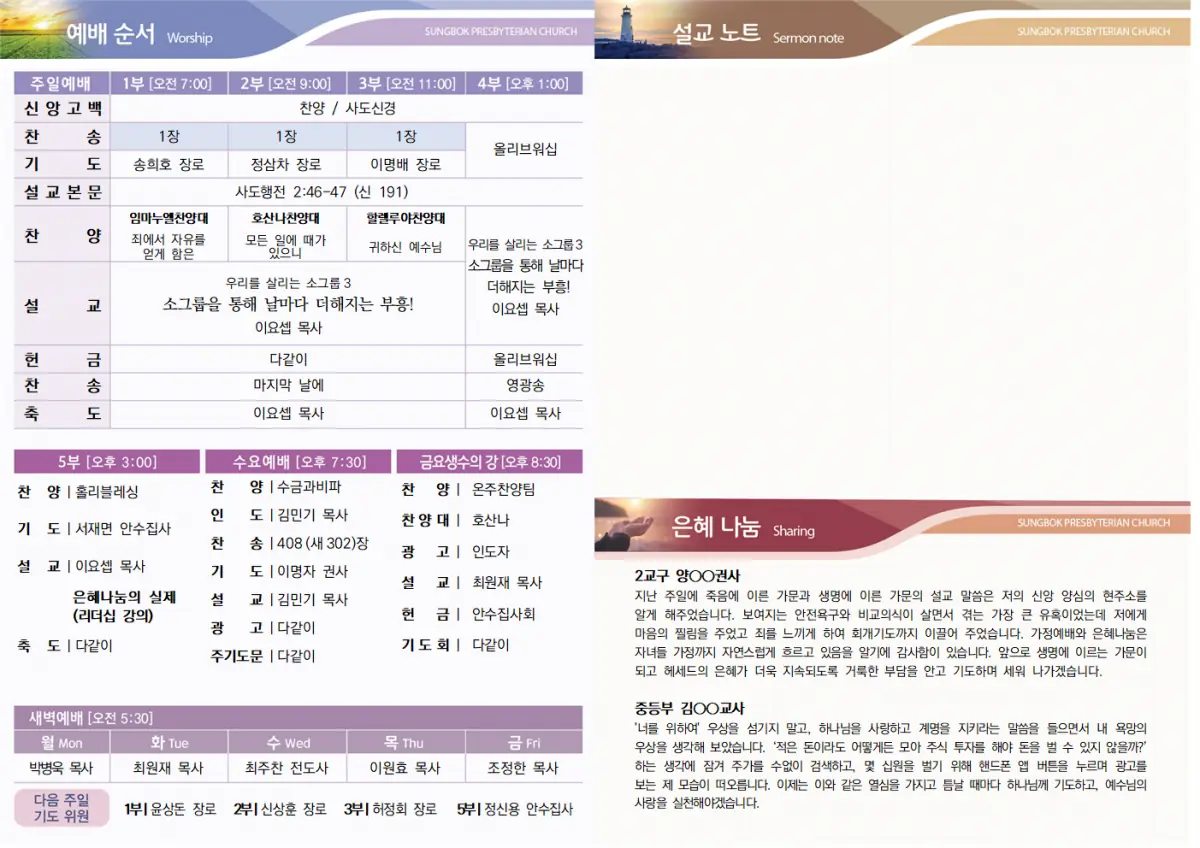 예배 순서 Worship
SUNGBOK PRESBYTERIAN CHURCH
주일예배 1부 [오전 7:00] 2부 [오전 9:00] 3부 [오전 11:00] 4부 [오후 1:00]
신앙고백 찬양 / 사도신경
찬 송 1장 1장 1장
올리브워십
기 도 송희호 장로 정삼차 장로 이명배 장로
설교본문 사도행전 2:46-47 (신 191)
찬 양
임마누엘찬양대 호산나찬양대 할렐루야찬양대
죄에서 자유를
얻게 함은
모든 일에 때가
있으니
귀하신 예수님
설 교
우리를 살리는 소그룹 3
소그룹을 통해 날마다 더해지는 부흥!
이요셉 목사
우리를 살리는 소그룹 3
소그룹을 통해 날마다
더해지는 부흥!
이요셉 목사
헌 금 다같이 올리브워십
찬 송 마지막 날에 영광송
축 도 이요셉 목사 이요셉 목사
5부 [오후 3:00]
찬 양 | 홀리블레싱
기 도 | 서재면 안수집사
설 교 | 이요셉 목사
은혜나눔의 실제
(리더십 강의)
축 도 | 다같이
수요예배 [오후 7:30]
찬 양 | 수금과비파
인 도 | 김민기 목사
찬 송 | 408 (새 302)장
기 도 | 이명자 권사
설 교 | 김민기 목사
광 고 | 다같이
주기도문 | 다같이
금요생수의 강 [오후 8:30]
찬 양 | 온주찬양팀
찬양대 | 호산나
광 고 | 인도자
설 교 | 최원재 목사
헌 금 | 안수집사회
기도회 | 다같이
새벽예배 [오전 5:30]
월 Mon 화 Tue 수 Wed 목 Thu 금 Fri
박병욱 목사 최원재 목사 최주찬 전도사 이원효 목사 조정한 목사
다음 주일
기도 위원
1부| 윤상돈 장로 2부| 신상훈 장로 3부| 허정회 장로 5부| 정신용 안수집사
설교 노트 Sermon note
SUNGBOK PRESBYTERIAN CHURCH
은혜 나눔 Sharing
SUNGBOK PRESBYTERIAN CHURCH
2교구 양○○권사
지난 주일에 죽음에 이른 가문과 생명에 이른 가문의 설교 말씀은 저의 신앙 양심의 현주소를
알게 해주었습니다. 보여지는 안전욕구와 비교의식이 살면서 겪는 가장 큰 유혹이었는데 저에게
마음의 찔림을 주었고 죄를 느끼게 하여 회개기도까지 이끌어 주었습니다. 가정예배와 은혜나눔은
자녀들 가정까지 자연스럽게 흐르고 있음을 알기에 감사함이 있습니다. 앞으로 생명에 이르는 가문이
되고 헤세드의 은혜가 더욱 지속되도록 거룩한 부담을 안고 기도하며 세워 나가겠습니다.
중등부 김○○교사
'너를 위하여' 우상을 섬기지 말고, 하나님을 사랑하고 계명을 지키라는 말씀을 들으면서 내 욕망의
우상을 생각해 보았습니다. '적은 돈이라도 어떻게든 모아 주식 투자를 해야 돈을 벌 수 있지 않을까?'
하는 생각에 잠겨 주가를 수없이 검색하고, 몇 십원을 벌기 위해 핸드폰 앱 버튼을 누르며 광고를
보는 제 모습이 떠오릅니다. 이제는 이와 같은 열심을 가지고 틈날 때마다 하나님께 기도하고, 예수님의
사랑을 실천해야겠습니다.